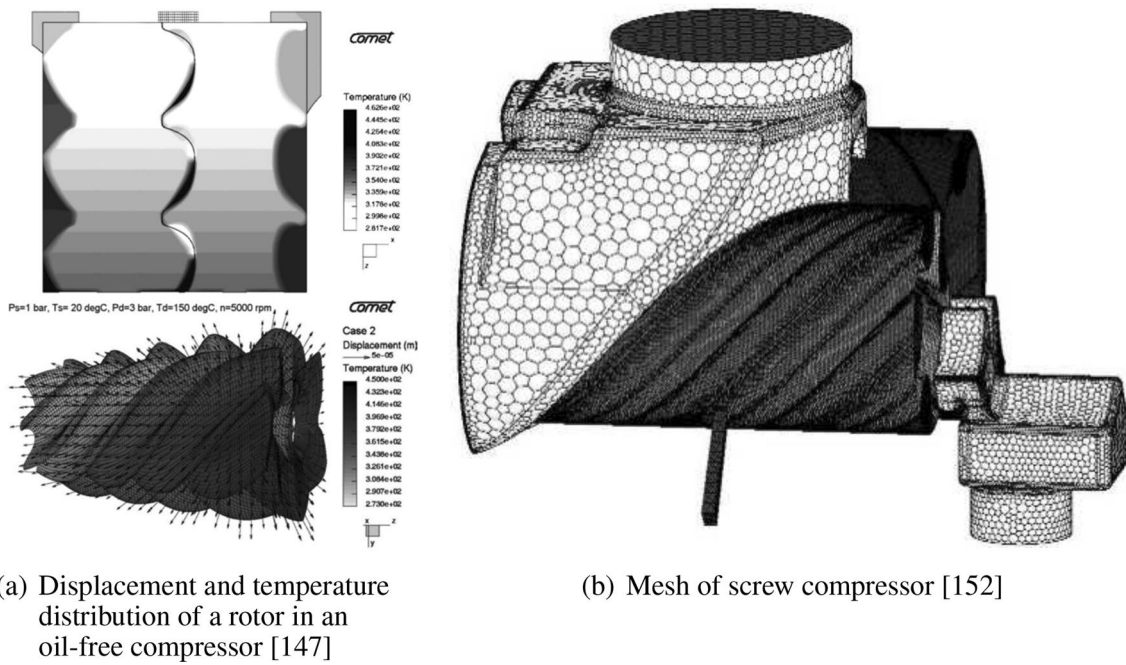 Comet
Temperature (K)
4.626e+02
4.445e+02
4.264e+02
4.083e+02
3.902e+02
3.721e+02
3.540e+02
3.359e+02
3.178e+02
2.998e+02
2.817e+02
x
z
Ps=1 bar, Ts= 20 degC, Pd=3 bar, Td=150 degC, n=5000 rpm
Comet
Case 2
Displacement (m)
5e-05
Temperature (K)
4.500e+02
4.323e+02
4.146e+02
3.969e+02
3.792e+02
3.615e+02
3.438e+02
3.261e+02
3.084e+02
2.907e+02
2.730e+02
x z
y
(a) Displacement and temperature
distribution of a rotor in an
oil-free compressor [147]
(b) Mesh of screw compressor [152]